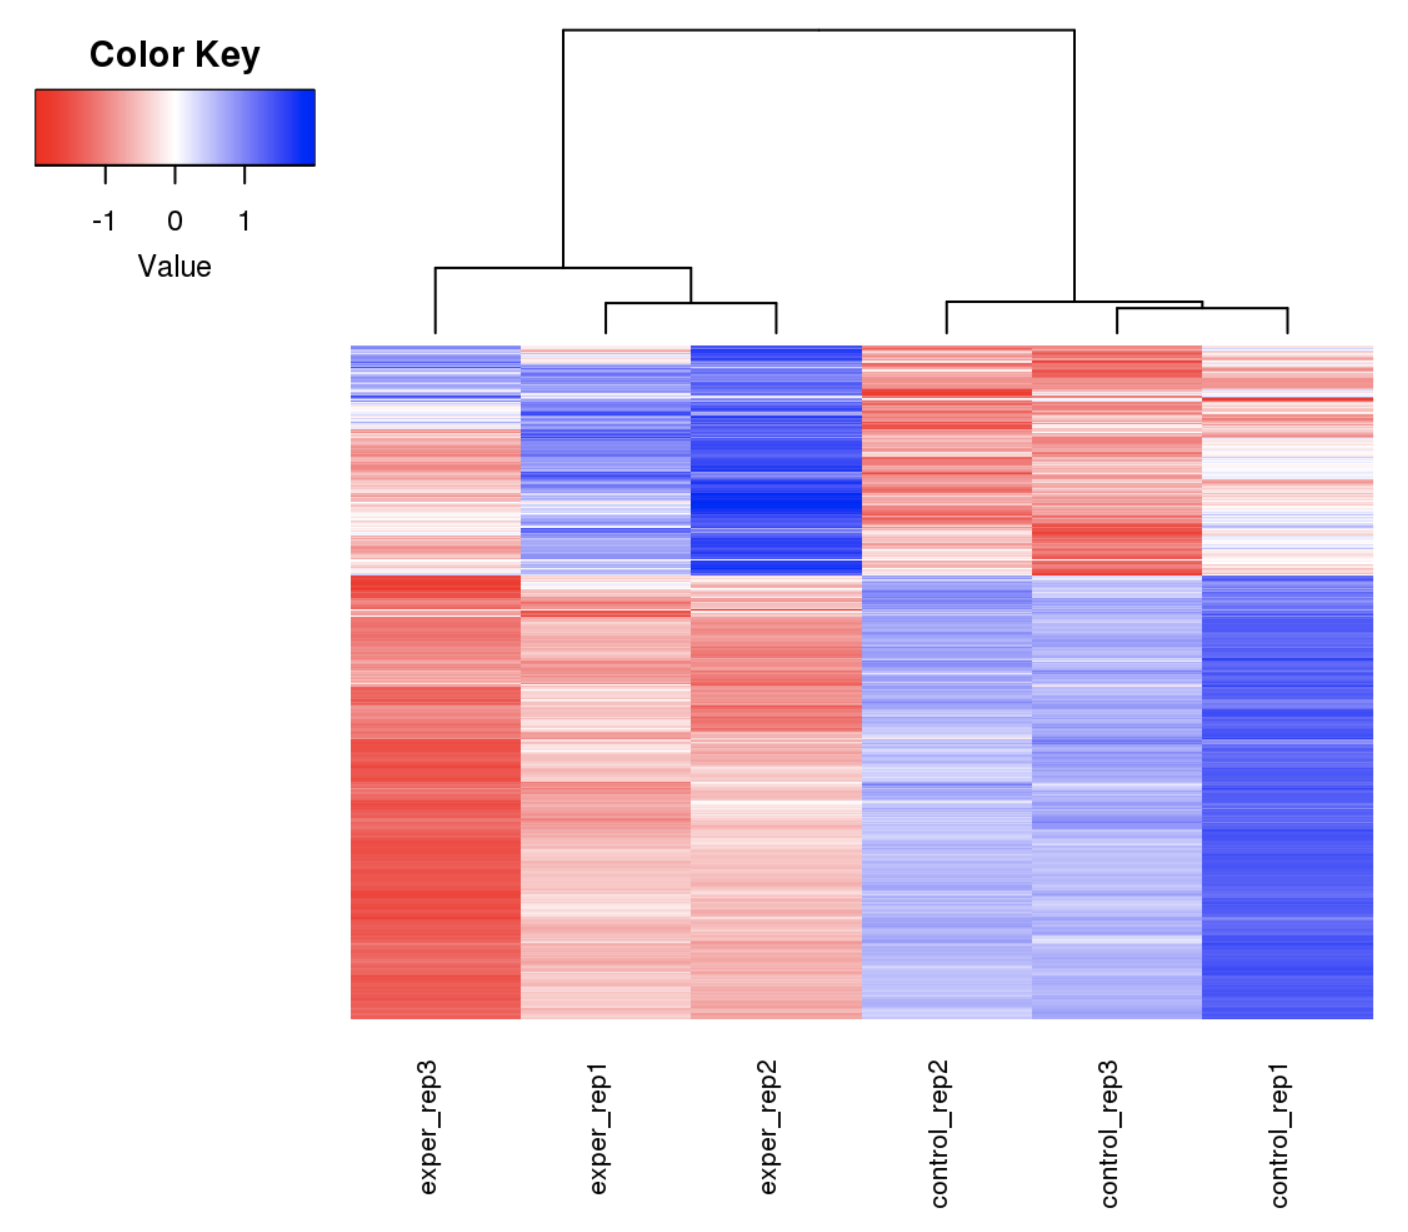 Color Key
-1 0 1
Value
exper_rep3
exper_rep1
exper_rep2
control_rep2
control_rep3
control_rep1